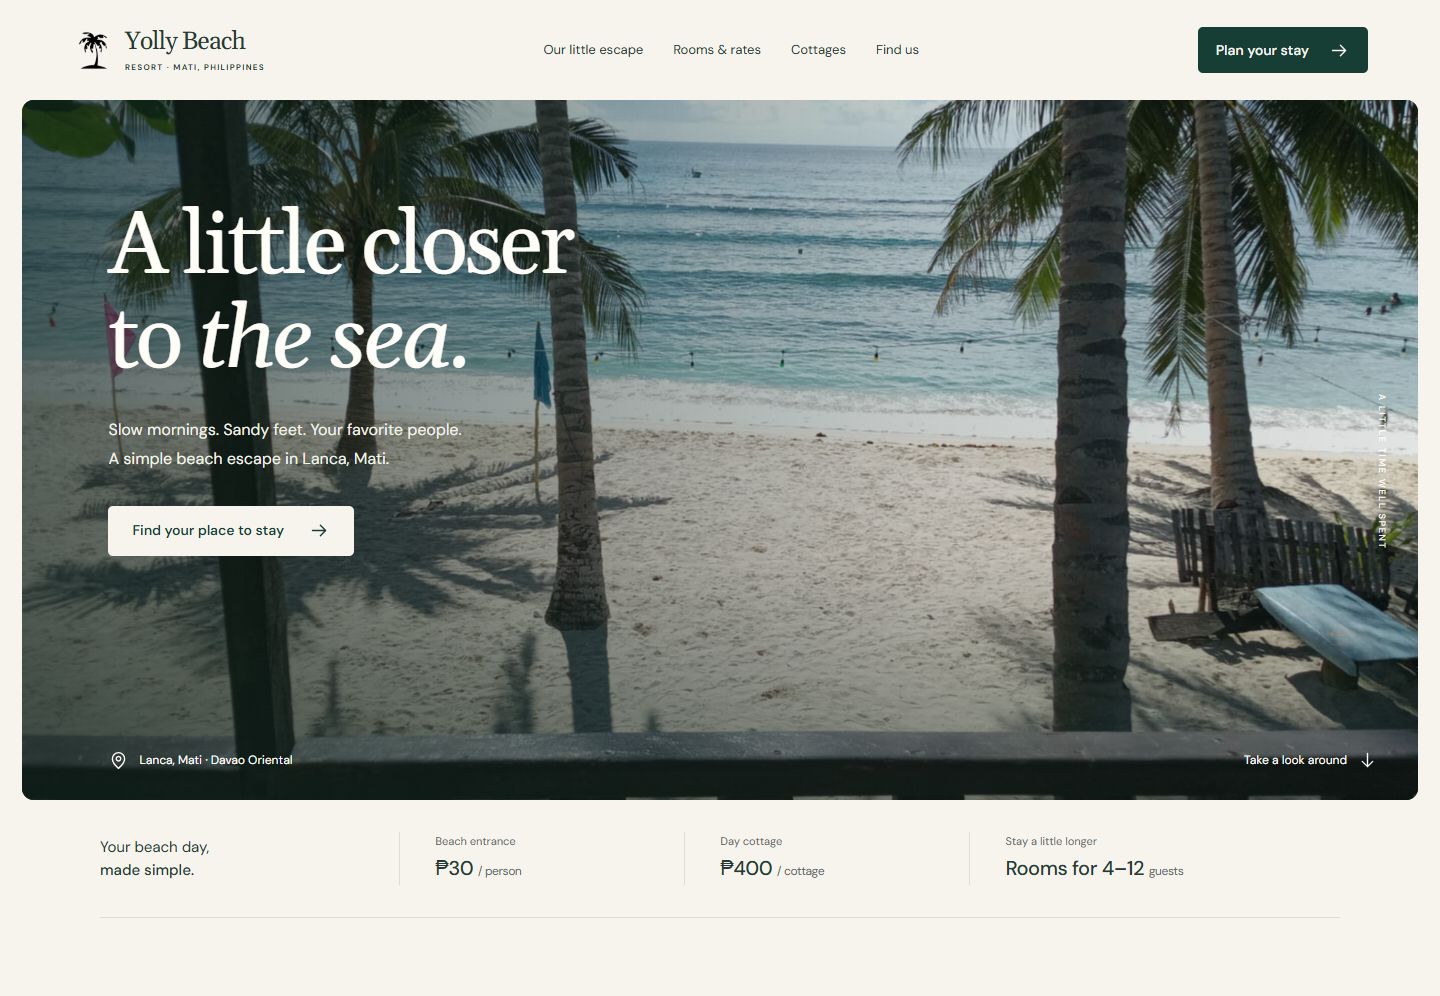 Yolly Beach
RESORT · MATI, PHILIPPINES
Our little escape
Rooms & rates
Cottages
Find us
Plan your stay
A little closer
to the sea.
Slow mornings. Sandy feet. Your favorite people.
A simple beach escape in Lanca, Mati.
Find your place to stay
A LITTLE TIME WELL SPENT
Lanca, Mati · Davao Oriental
Take a look around
Your beach day,
made simple.
Beach entrance
₱30 / person
Day cottage
₱400 / cottage
Stay a little longer
Rooms for 4–12 guests